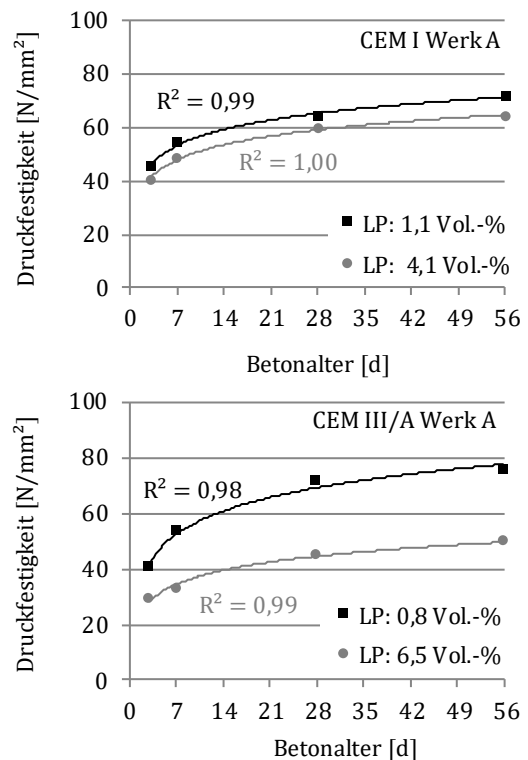 CEM I Werk A
Druckfestigkeit [N/mm²]
100
80
60
40
20
0
R² = 0,99
R² = 1,00
LP: 1,1 Vol.-%
LP: 4,1 Vol.-%
0 7 14 21 28 35 42 49 56
Betonalter [d]
CEM III/A Werk A
Druckfestigkeit [N/mm²]
100
80
60
40
20
0
R² = 0,98
R² = 0,99
LP: 0,8 Vol.-%
LP: 6,5 Vol.-%
0 7 14 21 28 35 42 49 56
Betonalter [d]